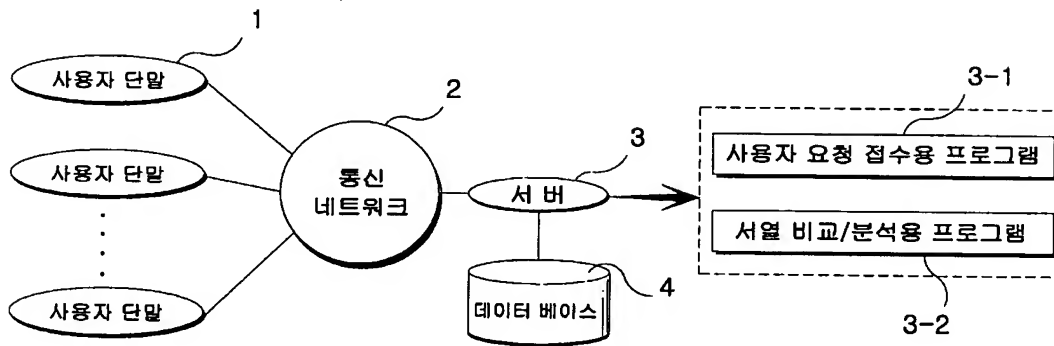 1
사용자 단말
2
3-1
사용자 요청 접수용 프로그램
3
사용자 단말
통신
네트워크
서 버
서열 비교/분석용 프로그램
4
사용자 단말
데이터 베이스
3-2